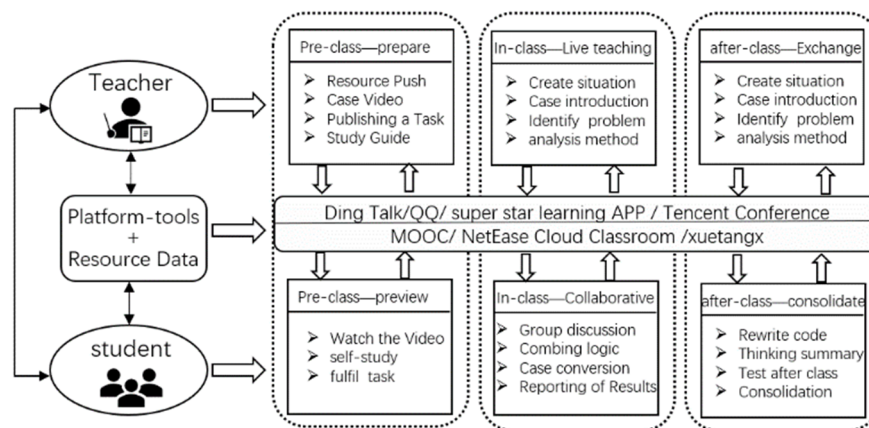 Teacher
Platform-tools
+
Resource Data
student
Pre-class—prepare
➢ Resource Push
➢ Case Video
➢ Publishing a Task
➢ Study Guide
In-class—Live teaching
➢ Create situation
➢ Case introduction
➢ Identify problem
➢ analysis method
after-class—Exchange
➢ Create situation
➢ Case introduction
➢ Identify problem
➢ analysis method
Ding Talk/QQ/ super star learning APP / Tencent Conference
MOOC/ NetEase Cloud Classroom /xuetangx
Pre-class—preview
➢ Watch the Video
➢ self-study
➢ fulfil task
In-class—Collaborative
➢ Group discussion
➢ Combing logic
➢ Case conversion
➢ Reporting of Results
after-class—consolidate
➢ Rewrite code
➢ Thinking summary
➢ Test after class
➢ Consolidation